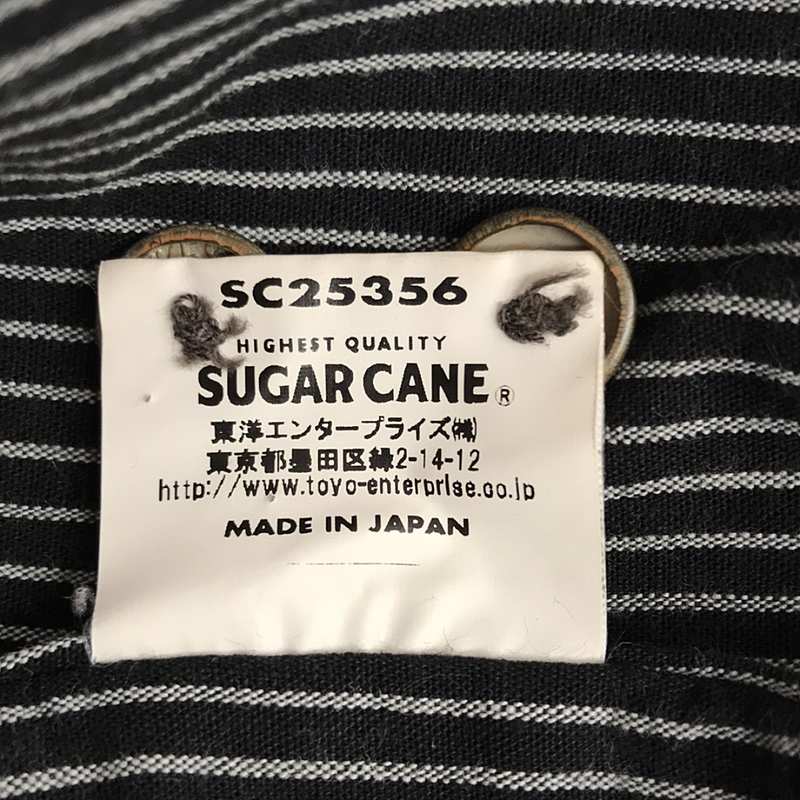 SC25356
HIGHEST QUALITY
SUGAR CANE®
東洋エンタープライズ㈱
東京都墨田区緑2-14-12
http://www.toyo-enterprise.co.jp
MADE IN JAPAN